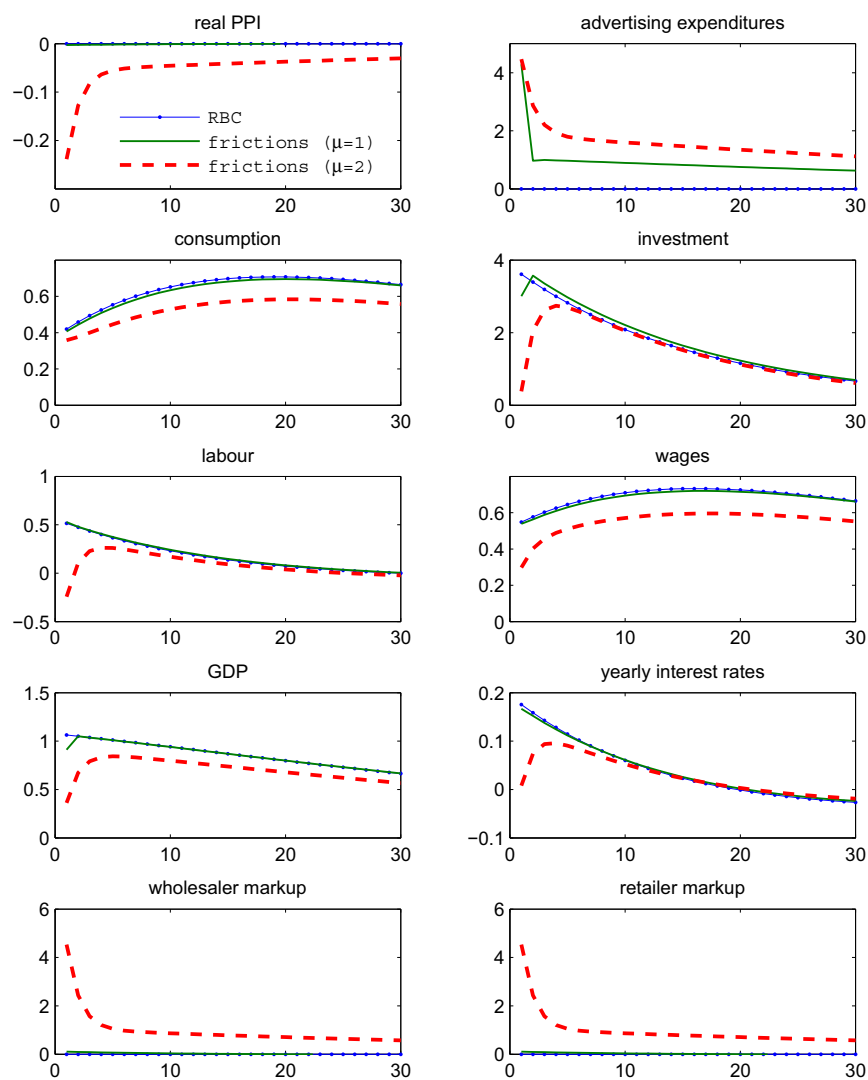 real PPI
advertising expenditures
0
−0.1
−0.2
RBC
frictions (μ=1)
frictions (μ=2)
0 10 20 30
4
2
0
0 10 20 30
consumption
investment
0.6
0.4
0.2
0
0 10 20 30
4
2
0
0 10 20 30
labour
wages
1
0.5
0
−0.5
0 10 20 30
0.6
0.4
0.2
0
0 10 20 30
GDP
yearly interest rates
1.5
1
0.5
0
0 10 20 30
0.2
0.1
0
−0.1
0 10 20 30
wholesaler markup
retailer markup
6
4
2
0
0 10 20 30
6
4
2
0
0 10 20 30